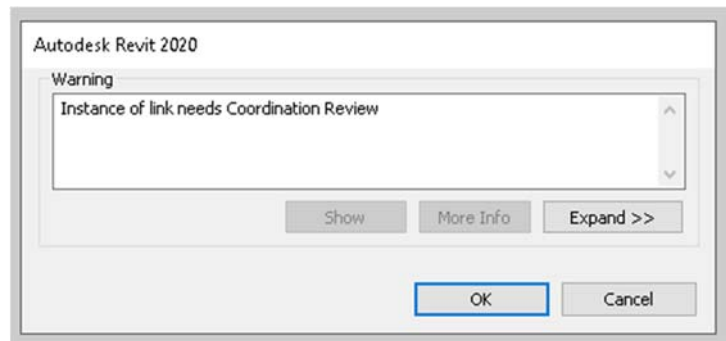 Autodesk Revit 2020
Warning
Instance of link needs Coordination Review
Show More Info Expand >>
OK Cancel